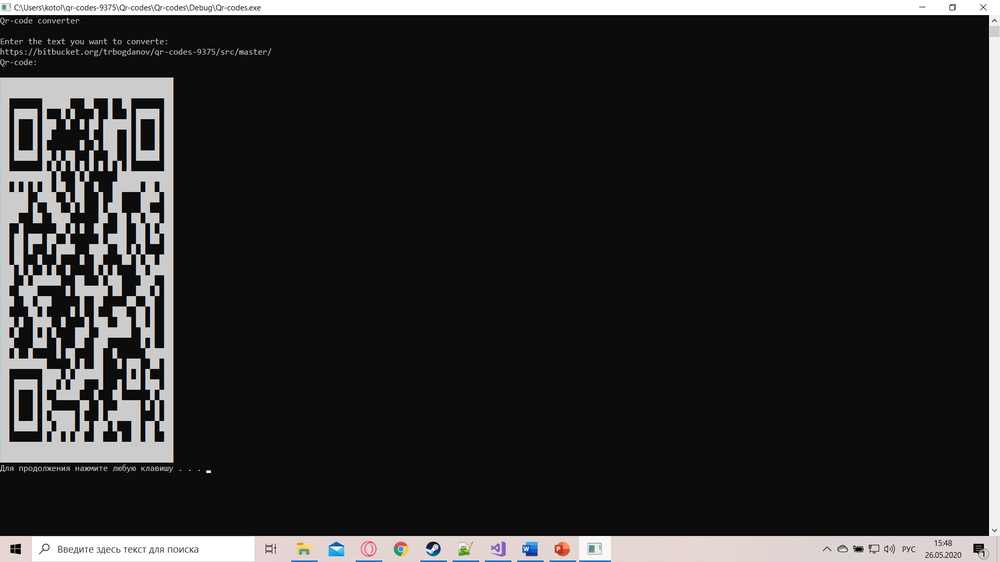 C:\Users\kotol\qr-codes-9375\Qr-codes\Qr-codes\Debug\Qr-codes.exe
Qr-code converter
Enter the text you want to converte:
https://bitbucket.org/trbogdanov/qr-codes-9375/src/master/
Qr-code:
Для продолжения нажмите любую клавишу . . .
Введите здесь текст для поиска
W
P
РУС
15:48
26.05.2020
1